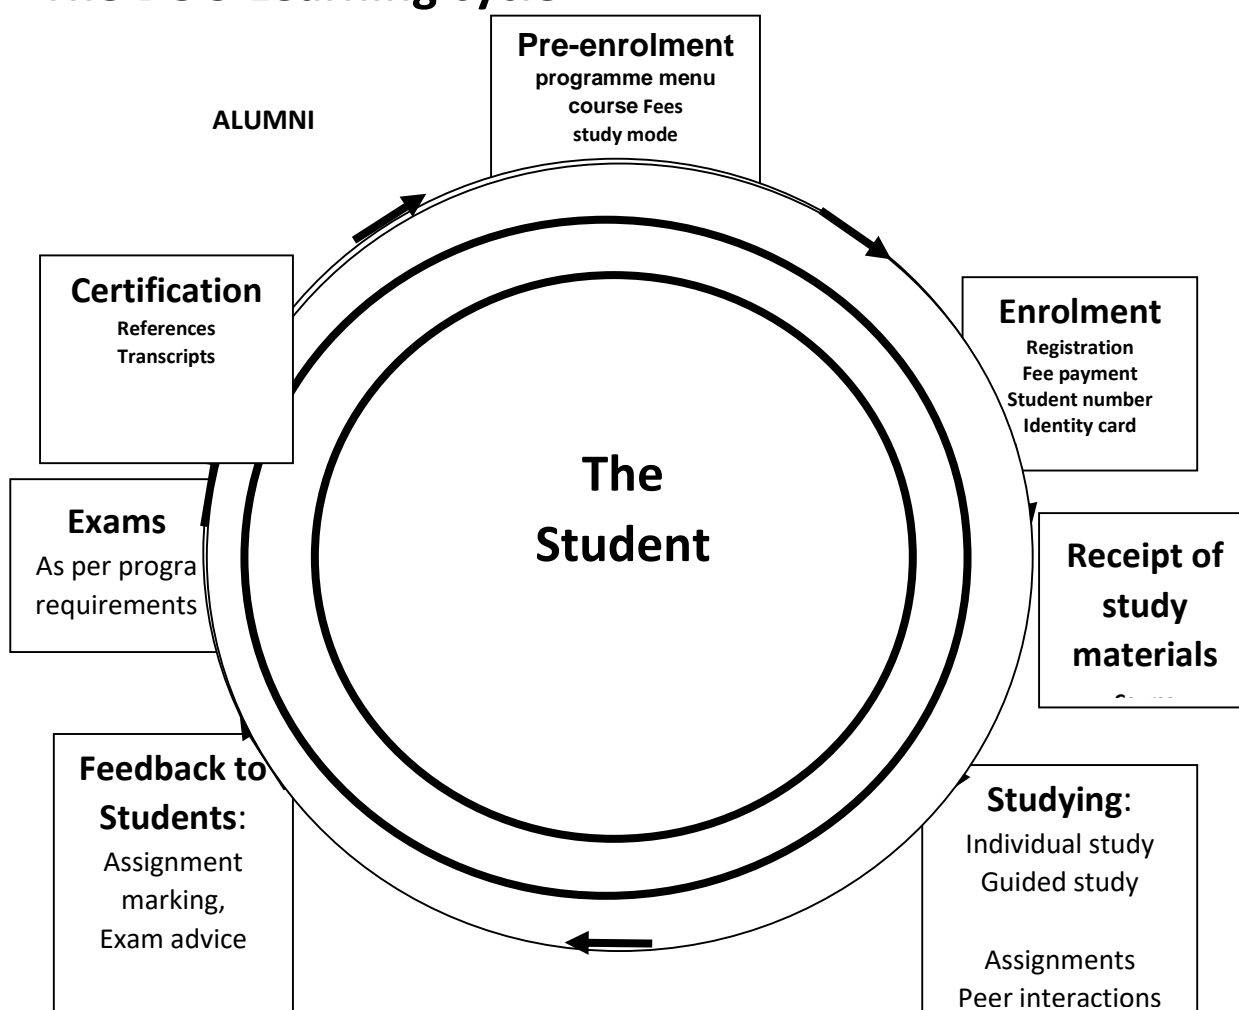 Pre-enrolment
programme menu
course Fees
study mode
ALUMNI
Enrolment
Registration
Fee payment
Student number
Identity card
Receipt of
study
materials
Studying:
Individual study
Guided study
Assignments
Peer interactions
Feedback to
Students:
Assignment
marking,
Exam advice
Exams
As per progra
requirements
Certification
References
Transcripts
The
Student